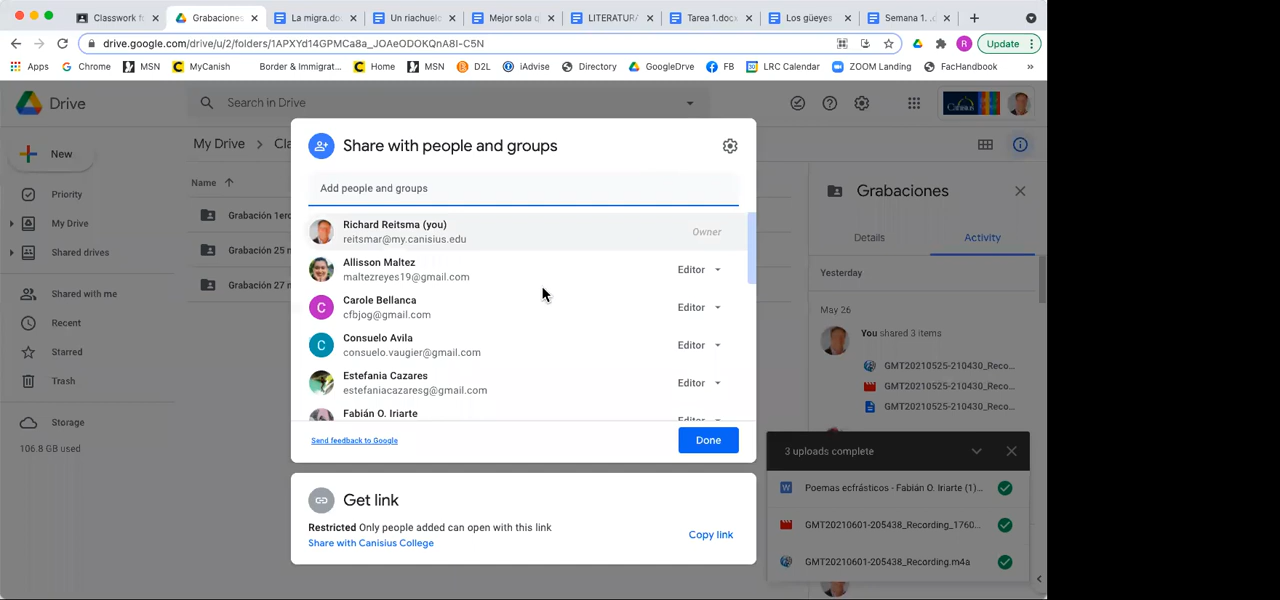 Classwork f
Grabaciones
La migra.do
Un riachuelo
Mejor sola q
LITERATURA
Tarea 1.docx
Los güeyes
Semana 1.
drive.google.com/drive/u/2/folders/1APXYd14GPMCa8a_JOAeODOKQnA8I-C5N
R
Update
Apps
Chrome
MSN
MyCanish
Border & Immigrat...
Home
MSN
D2L
iAdvise
Directory
GoogleDrve
FB
LRC Calendar
ZOOM Landing
FacHandbook
»
Drive
Search in Drive
New
Priority
My Drive
Shared drives
Shared with me
Recent
Starred
Trash
Storage
106.8 GB used
My Drive > Cla
Name
Grabación 1ero
Grabación 25 m
Grabación 27 m
Share with people and groups
Add people and groups
Richard Reitsma (you)
reitsmar@my.canisius.edu
Owner
Allisson Maltez
maltezreyes19@gmail.com
Editor
C
Carole Bellanca
cfbjog@gmail.com
Editor
C
Consuelo Avila
consuelo.vaugier@gmail.com
Editor
Estefania Cazares
estefaniacazaresg@gmail.com
Editor
Fabián O. Iriarte
Editor
Send feedback to Google
Done
Get link
Restricted Only people added can open with this link
Share with Canisius College
Copy link
Grabaciones
Details
Activity
Yesterday
May 26
You shared 3 items
GMT20210525-210430_Reco...
GMT20210525-210430_Reco...
GMT20210525-210430_Reco...
3 uploads complete
Poemas ecfrásticos - Fabián O. Iriarte (1)...
GMT20210601-205438_Recording_1760...
GMT20210601-205438_Recording.m4a